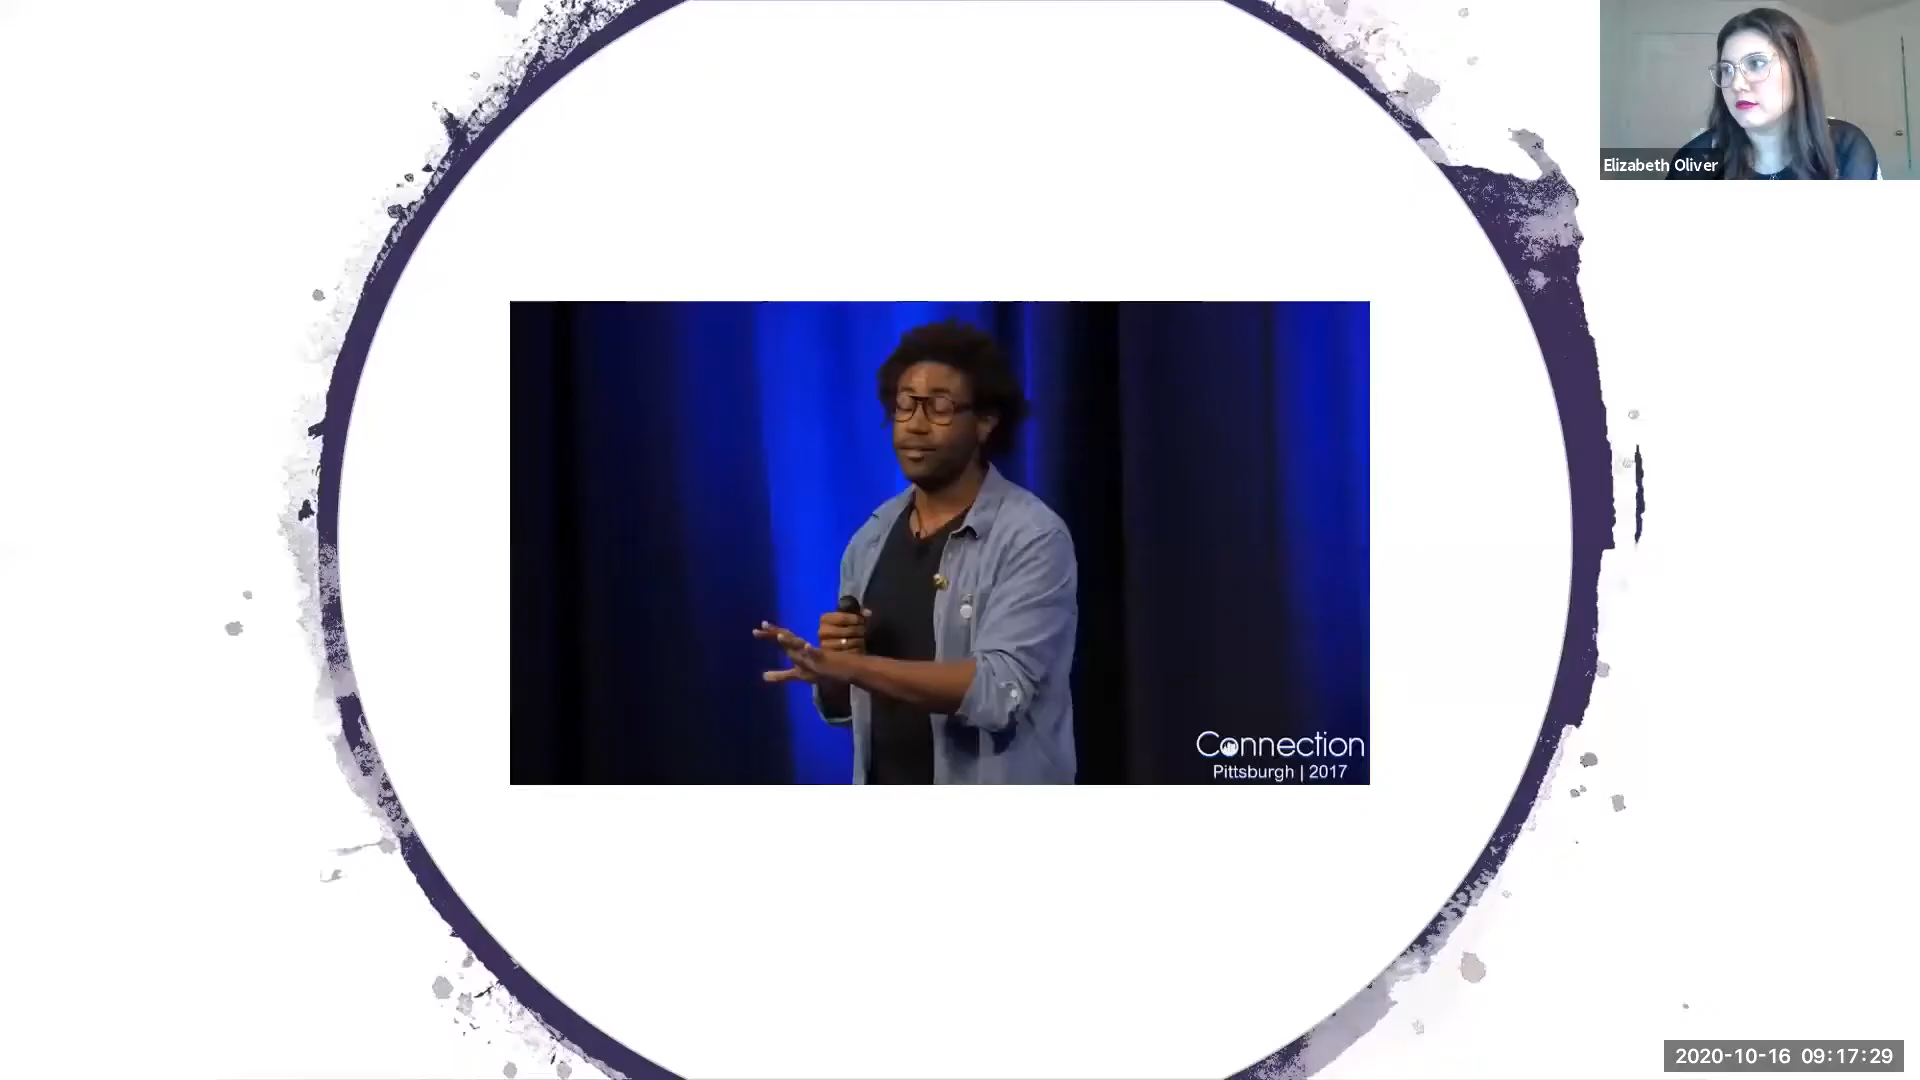 Elizabeth Oliver
Connection
Pittsburgh | 2017
2020-10-16 09:17:29